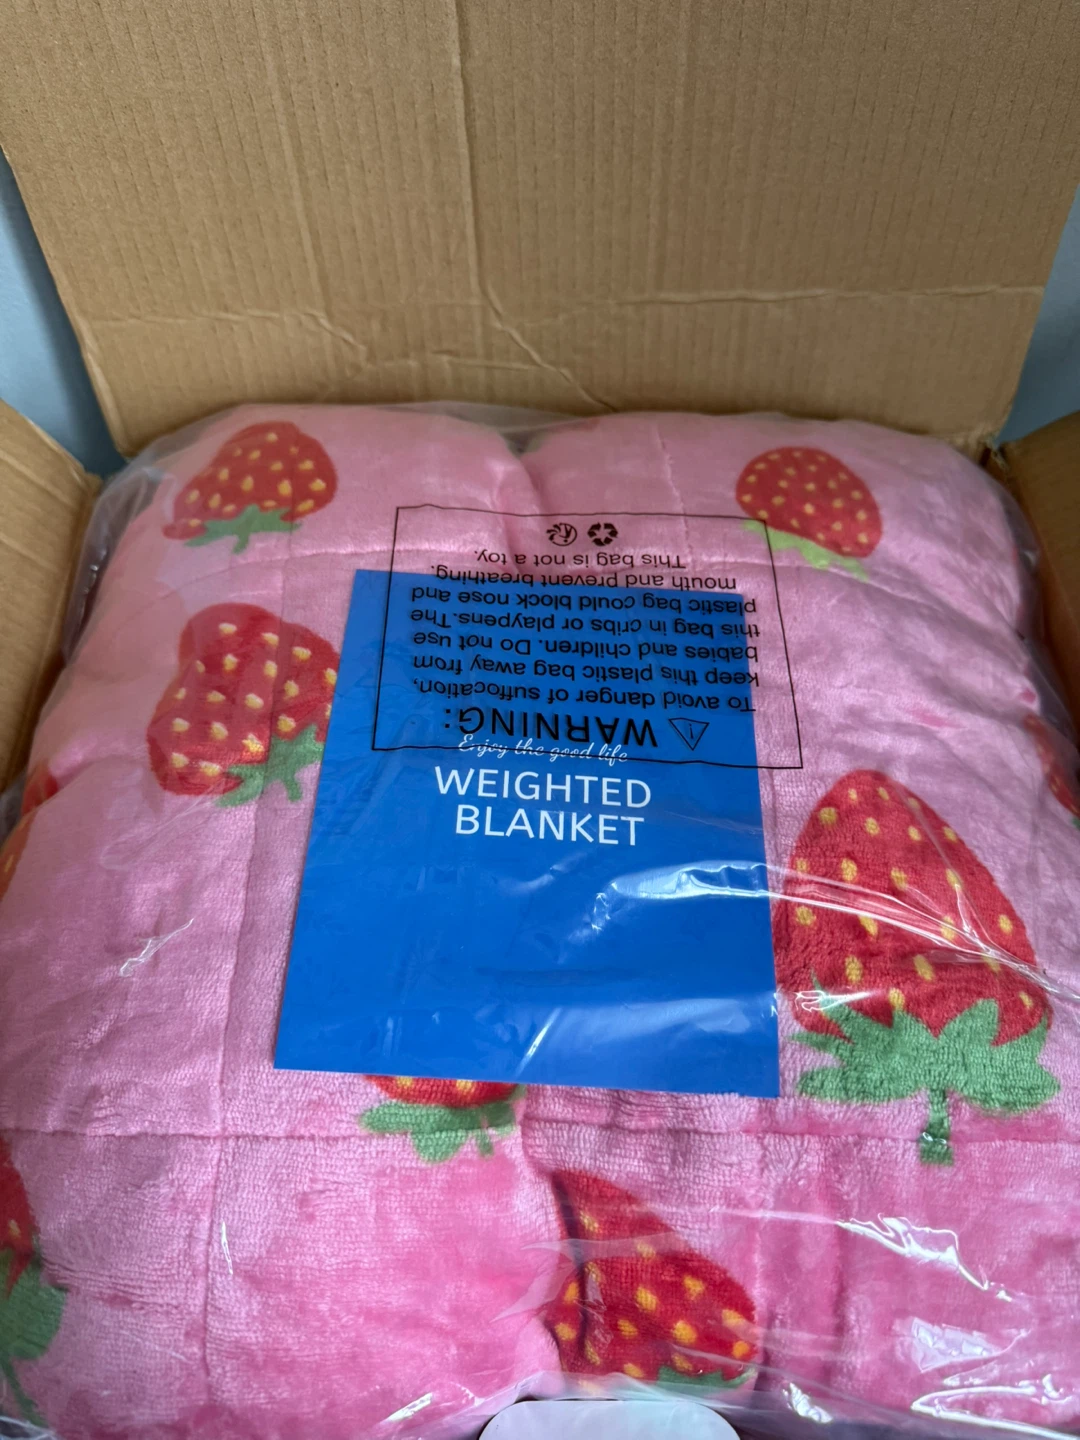 WARNING:
To avoid danger of suffocation,
keep this plastic bag away from
babies and children. Do not use
this bag in cribs or playpens. The
plastic bag could block nose and
mouth and prevent breathing.
This bag is not a toy.
Enjoy the good life
WEIGHTED
BLANKET